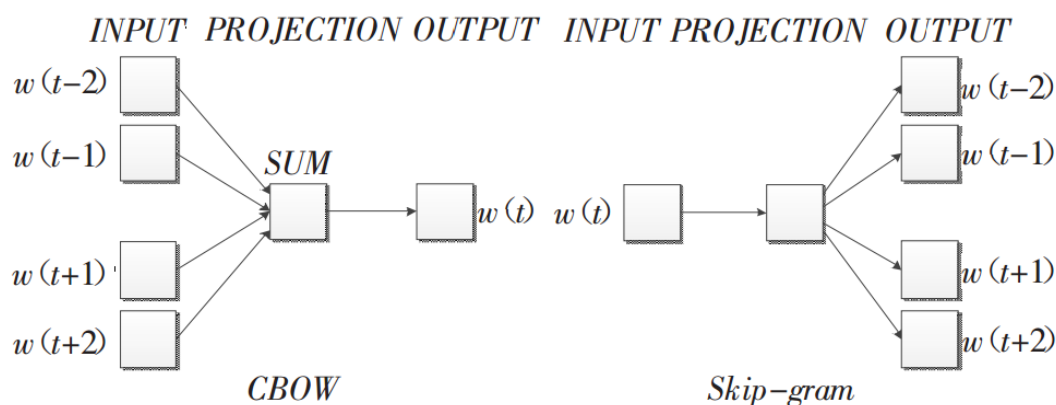 INPUT PROJECTION OUTPUT
w(t-2)
w(t-1)
SUM
w(t)
w(t+1)
w(t+2)
CBOW
INPUT PROJECTION OUTPUT
w(t-2)
w(t-1)
w(t)
w(t+1)
w(t+2)
Skip-gram